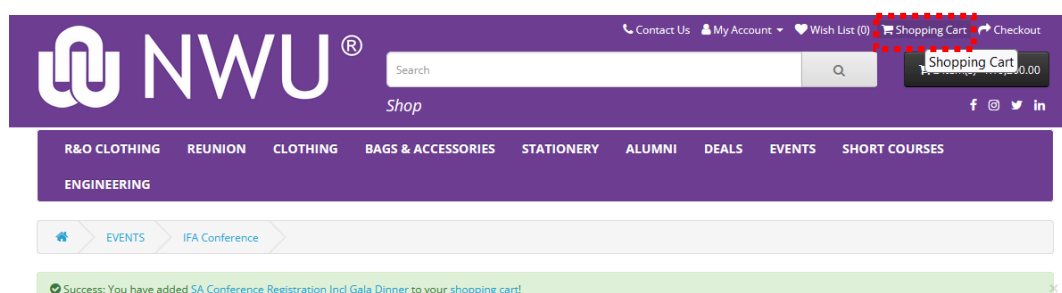 Contact Us My Account Wish List (0) Shopping Cart Checkout
NWU®
Search
Shopping Cart
Shop
R&O CLOTHING REUNION CLOTHING BAGS & ACCESSORIES STATIONERY ALUMNI DEALS EVENTS SHORT COURSES
ENGINEERING
EVENTS IFA Conference
Success: You have added SA Conference Registration Incl Gala Dinner to your shopping cart!